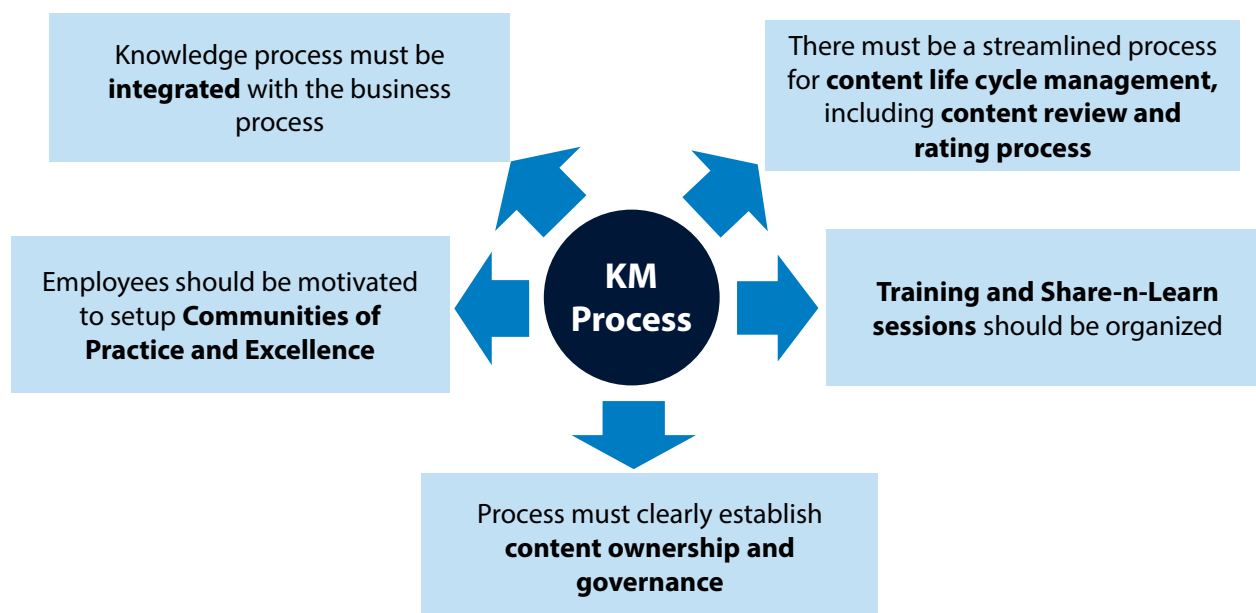 Knowledge process must be
integrated with the business
process
There must be a streamlined process
for content life cycle management,
including content review and
rating process
KM
Process
Employees should be motivated
to setup Communities of
Practice and Excellence
Training and Share-n-Learn
sessions should be organized
Process must clearly establish
content ownership and
governance